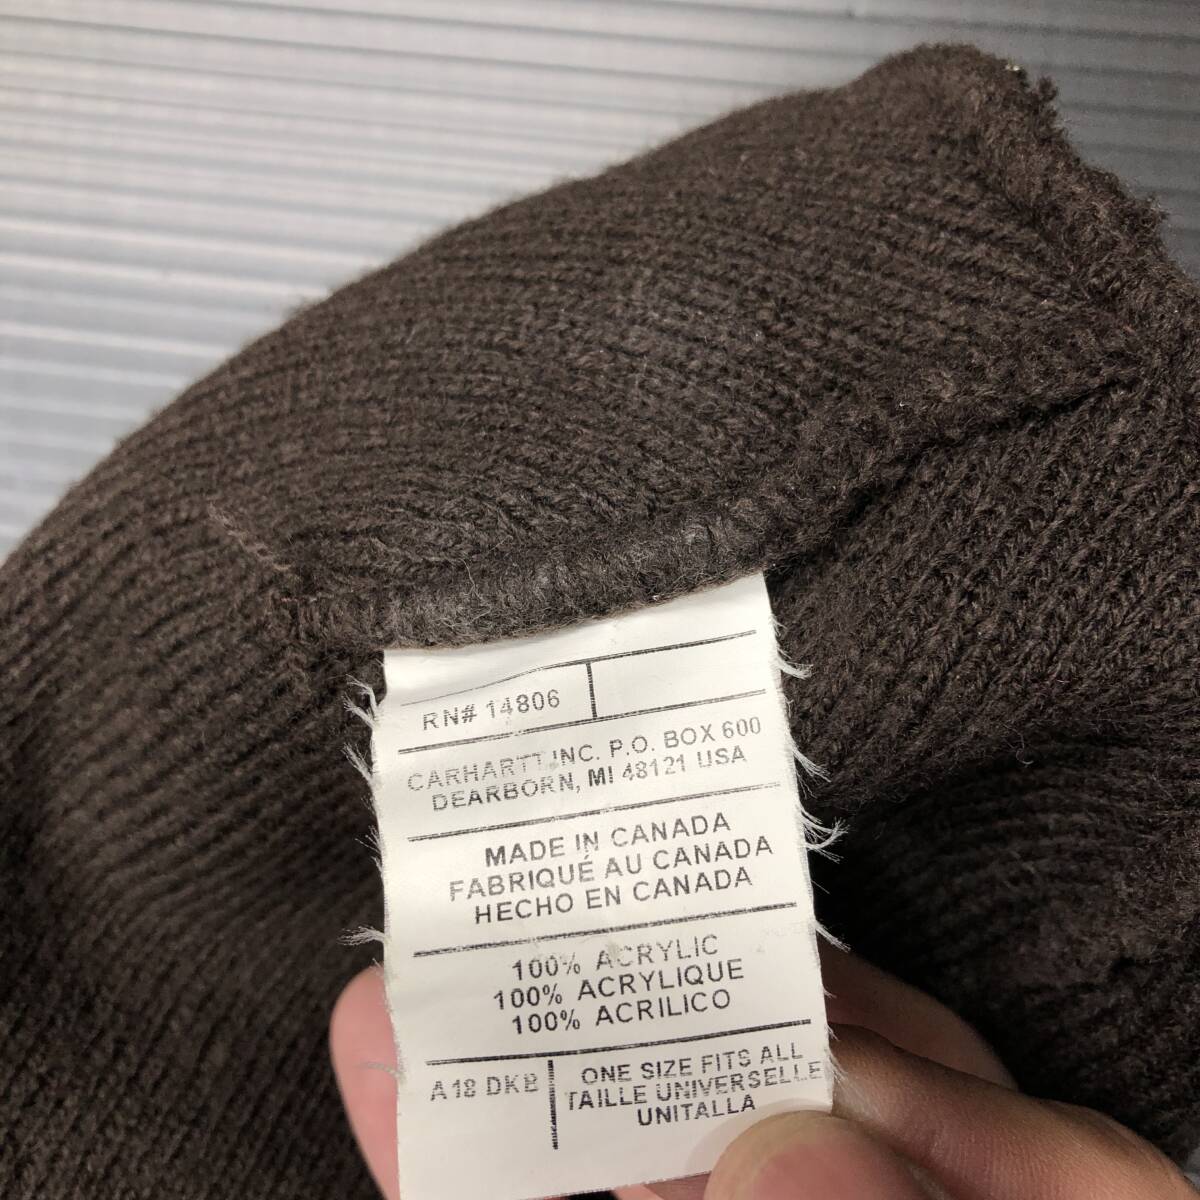 RN# 14806
CARHARTT INC. P.O. BOX 600
DEARBORN, MI 48121 USA
MADE IN CANADA
FABRIQUÉ AU CANADA
HECHO EN CANADA
100% ACRYLIC
100% ACRYLIQUE
100% ACRILICO
A18 DKB
ONE SIZE FITS ALL
TAILLE UNIVERSELLE
UNITALLA